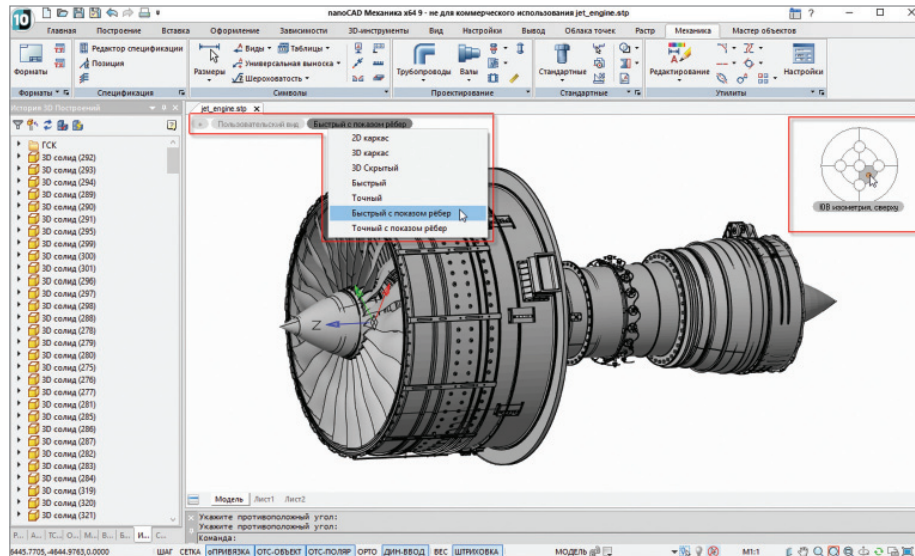 10
nanoCAD Механика x64 9 - не для коммерческого использования jet_engine.stp
Главная Построение Вставка Оформление Зависимости 3D-инструменты Вид Настройки Вывод Облака точек Растр Механика Мастер объектов
Редактор спецификации
Позиция
Форматы
Размеры
Виды
Таблицы
Универсальная выноска
Шероховатость
Трубопроводы Валы
Стандартные
Редактирование
Настройки
Форматы Спецификация Символы Проектирование Стандартные Утилиты
История 3D Построений
jet_engine.stp
Пользовательский вид Быстрый с показом рёбер
2D каркас
3D каркас
3D Скрытый
Быстрый
Точный
Быстрый с показом рёбер
Точный с показом рёбер
ЮВ изометрия, сверху
Z
ГСК
3D солид (292)
3D солид (293)
3D солид (294)
3D солид (289)
3D солид (290)
3D солид (291)
3D солид (295)
3D солид (299)
3D солид (300)
3D солид (301)
3D солид (296)
3D солид (297)
3D солид (298)
3D солид (288)
3D солид (278)
3D солид (279)
3D солид (280)
3D солид (275)
3D солид (276)
3D солид (277)
3D солид (281)
3D солид (285)
3D солид (286)
3D солид (287)
3D солид (282)
3D солид (283)
3D солид (284)
3D солид (319)
3D солид (320)
3D солид (321)
Р... А... TC... О... М... В... Б... И... С...
Модель Лист1 Лист2
Укажите противоположный угол:
Укажите противоположный угол:
Команда:
6445.7705,-4644.9763,0.0000 ШАГ СЕТКА оПРИВЯЗКА ОТС-ОБЪЕКТ ОТС-ПОЛЯР ОРТО ДИН-ВВОД ВЕС ШТРИХОВКА МОДЕЛЬ М1:1